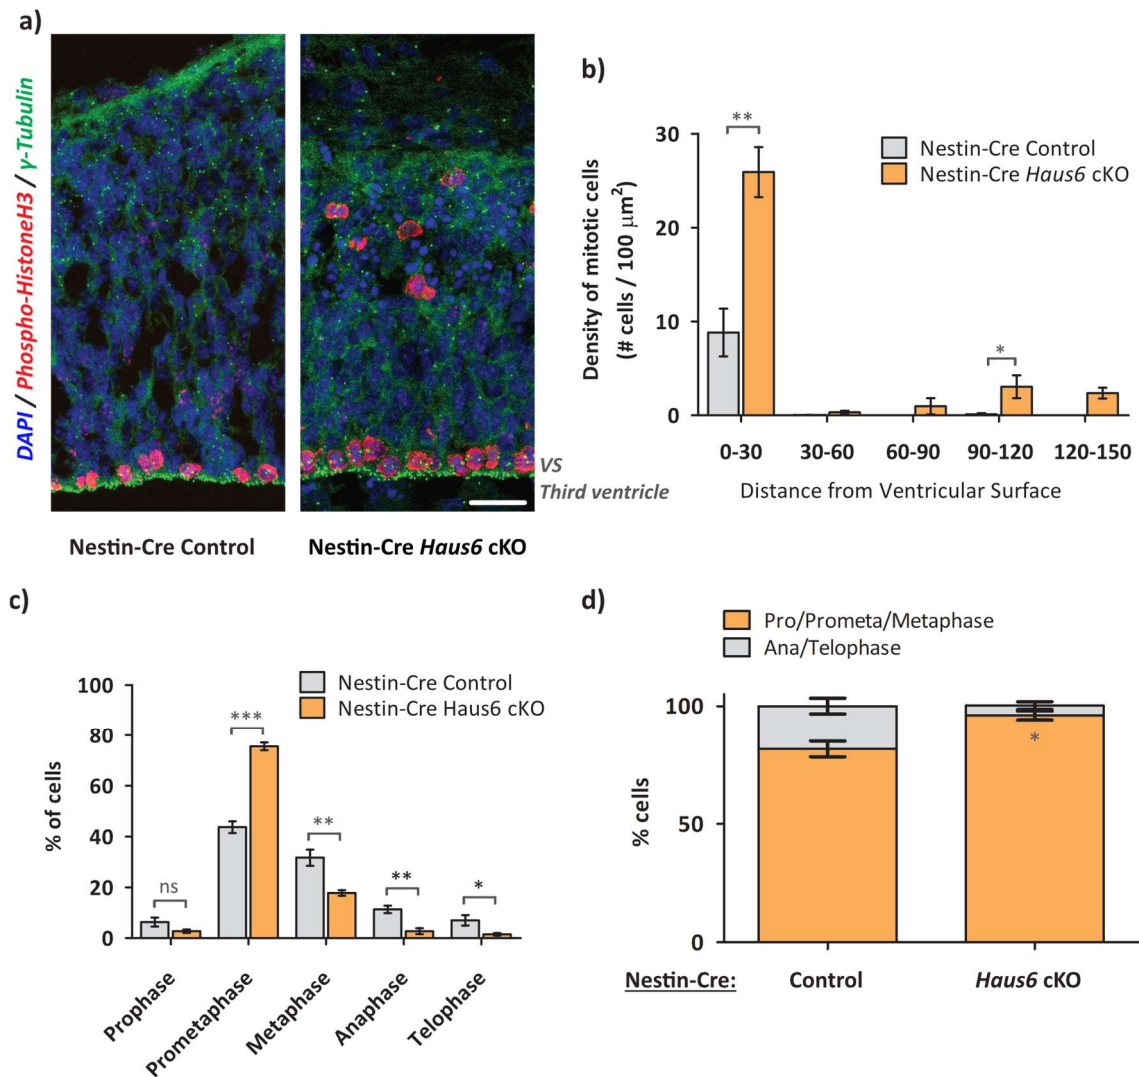 a)
DAPI / Phospho-HistoneH3 / γ-Tubulin
VS
Third ventricle
Nestin-Cre Control
Nestin-Cre Haus6 cKO
b)
Density of mitotic cells
(# cells / 100 μm²)
30
20
10
0
**
*
Nestin-Cre Control
Nestin-Cre Haus6 cKO
0-30 30-60 60-90 90-120 120-150
Distance from Ventricular Surface
c)
% of cells
100
80
60
40
20
0
Nestin-Cre Control
Nestin-Cre Haus6 cKO
ns
***
**
**
*
Prophase
Prometaphase
Metaphase
Anaphase
Telophase
d)
Pro/Prometa/Metaphase
Ana/Telophase
% cells
100
50
0
*
Nestin-Cre: Control Haus6 cKO